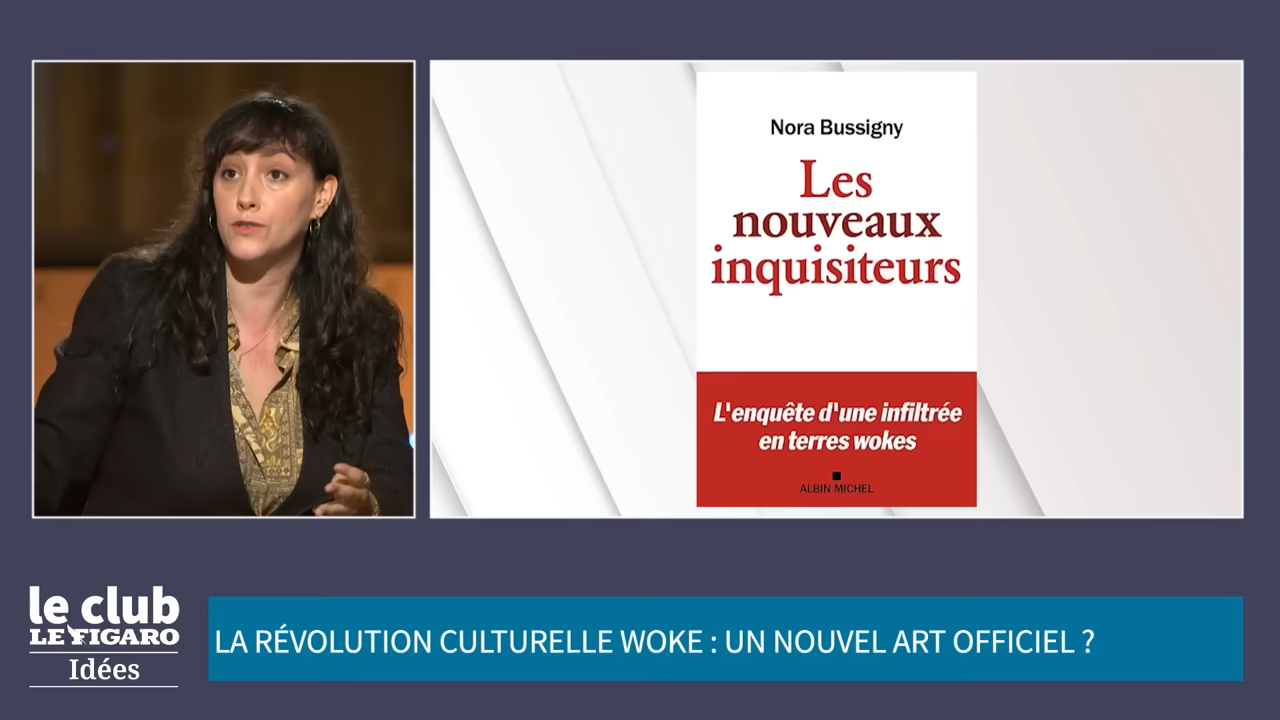 Nora Bussigny
Les
nouveaux
inquisiteurs
L'enquête d'une infiltrée
en terres wokes
ALBIN MICHEL
le club
LE FIGARO
Idées
LA RÉVOLUTION CULTURELLE WOKE : UN NOUVEL ART OFFICIEL ?